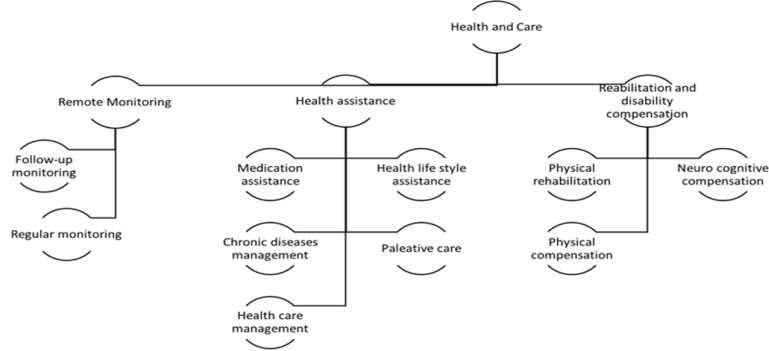 Health and Care
Remote Monitoring
Health assistance
Reabilitation and
disability
compensation
Follow-up
monitoring
Regular monitoring
Medication
assistance
Health life style
assistance
Chronic diseases
management
Paleative care
Health care
management
Physical
rehabilitation
Neuro cognitive
compensation
Physical
compensation